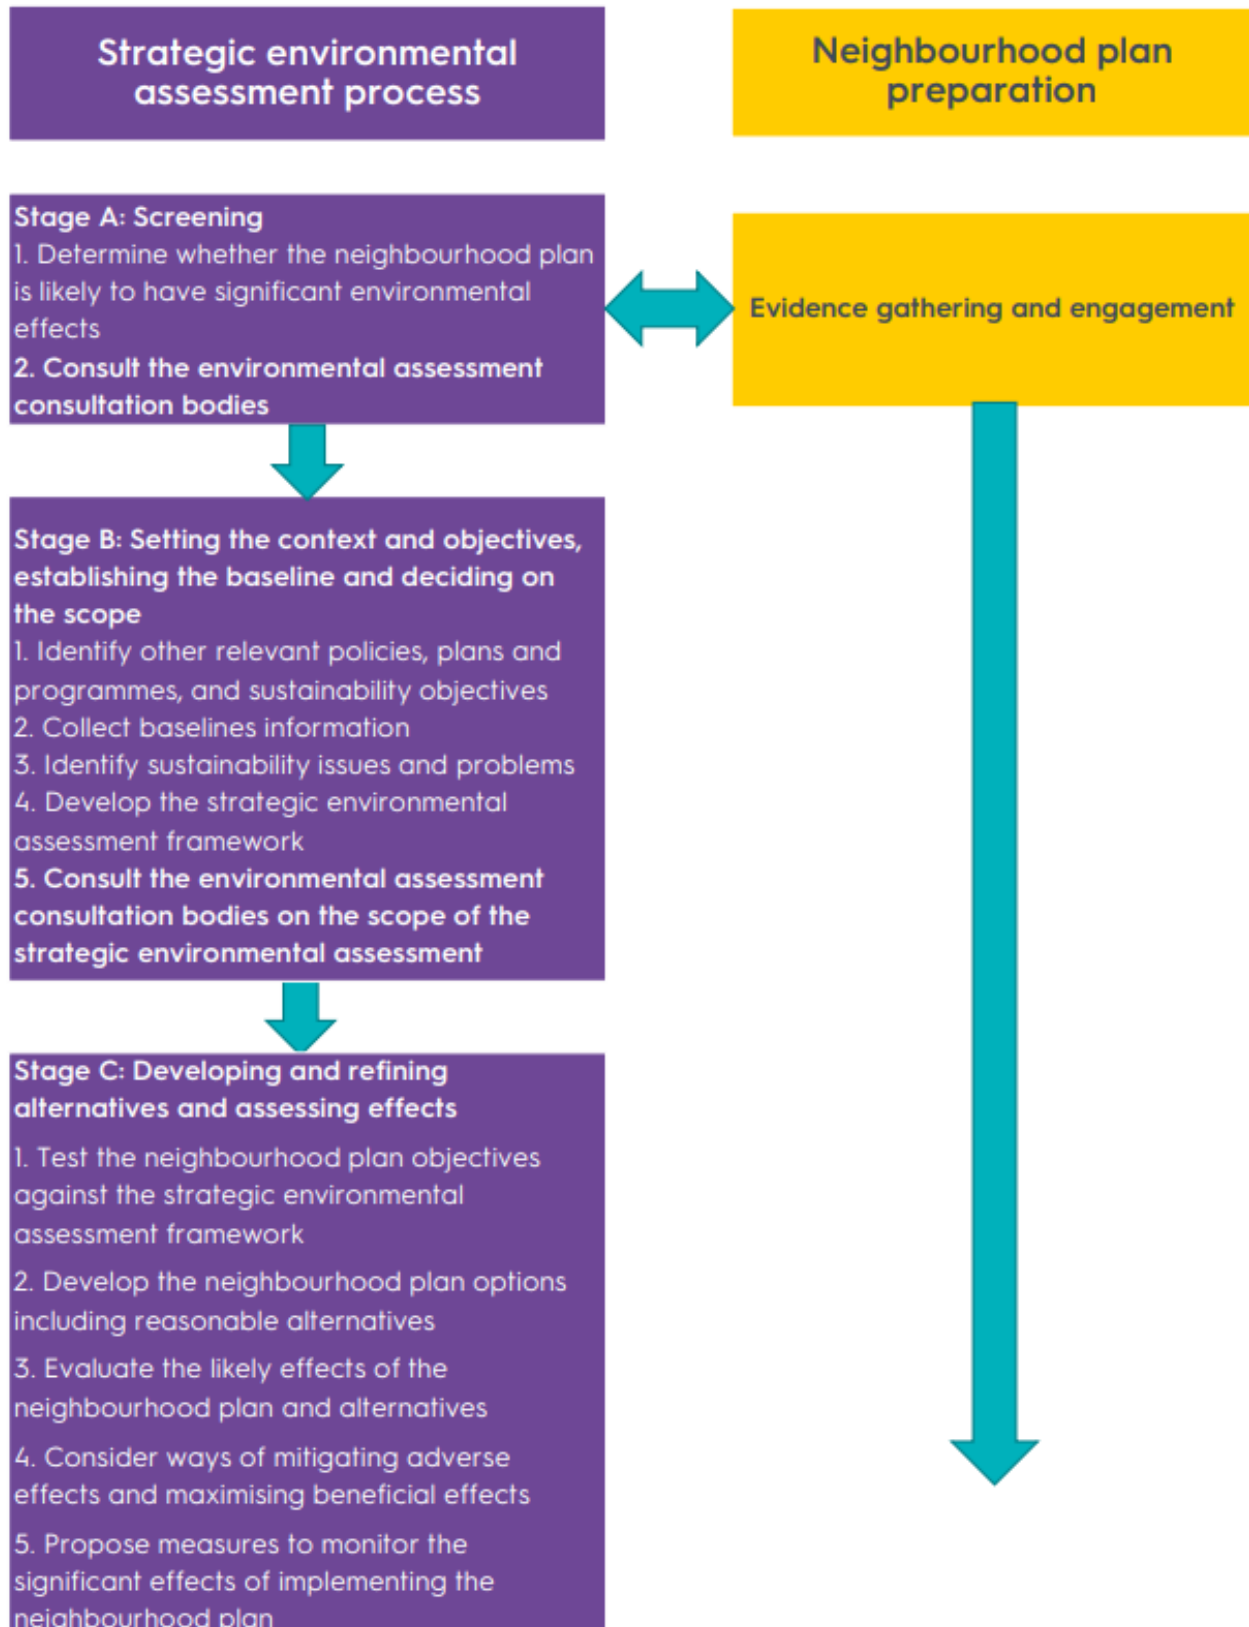 Strategic environmental
assessment process
Neighbourhood plan
preparation
Stage A: Screening
1. Determine whether the neighbourhood plan
is likely to have significant environmental
effects
2. Consult the environmental assessment
consultation bodies
Evidence gathering and engagement
Stage B: Setting the context and objectives,
establishing the baseline and deciding on
the scope
1. Identify other relevant policies, plans and
programmes, and sustainability objectives
2. Collect baselines information
3. Identify sustainability issues and problems
4. Develop the strategic environmental
assessment framework
5. Consult the environmental assessment
consultation bodies on the scope of the
strategic environmental assessment
Stage C: Developing and refining
alternatives and assessing effects
1. Test the neighbourhood plan objectives
against the strategic environmental
assessment framework
2. Develop the neighbourhood plan options
including reasonable alternatives
3. Evaluate the likely effects of the
neighbourhood plan and alternatives
4. Consider ways of mitigating adverse
effects and maximising beneficial effects
5. Propose measures to monitor the
significant effects of implementing the
neighbourhood plan